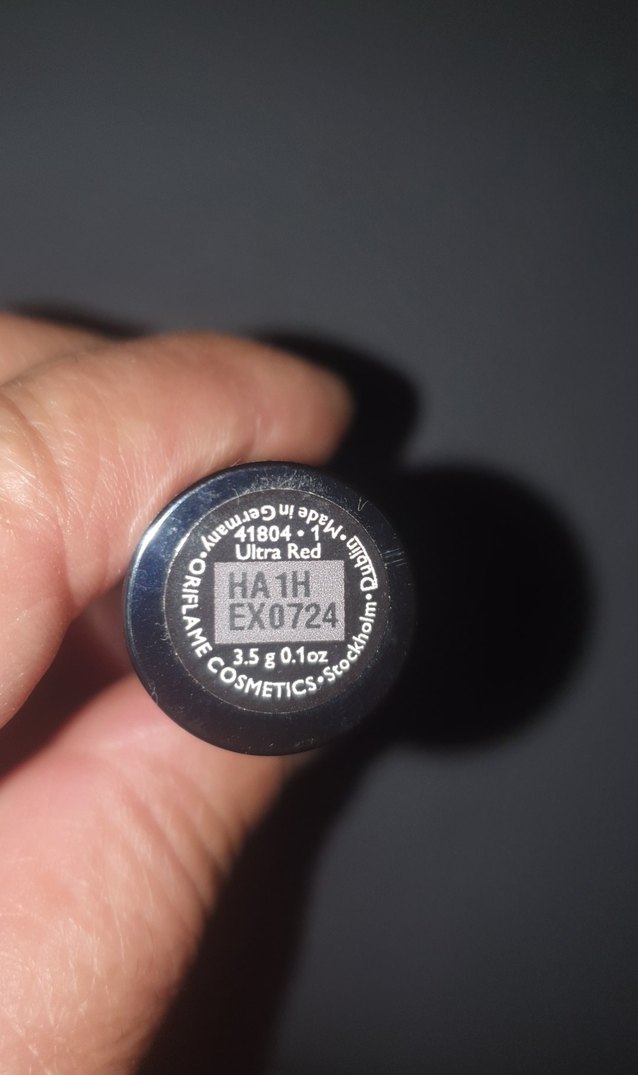 41804 • 1
Ultra Red
HA1H
EX0724
3.5 g 0.1oz
ORIFLAME COSMETICS • Stockholm • Dublin • Made in Germany •